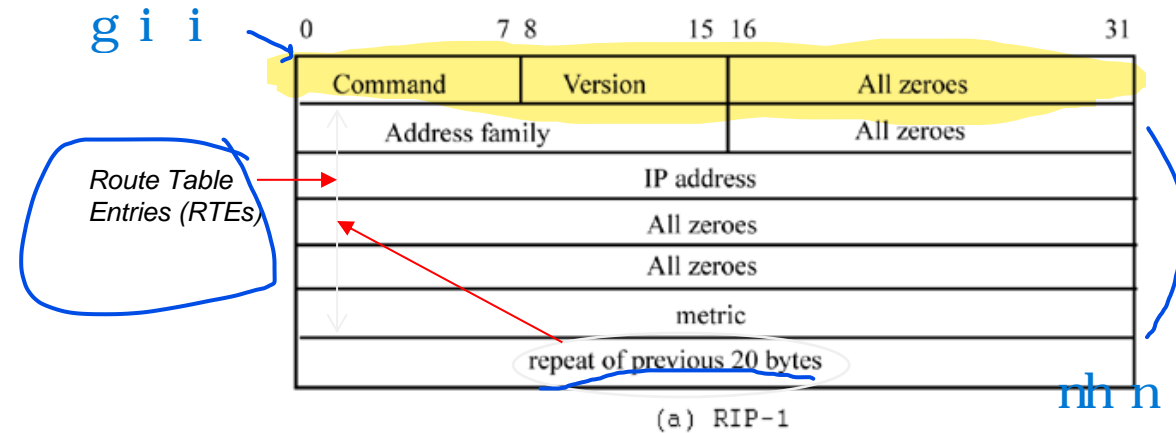 g i i
0 7 8 15 16 31
Command Version All zeroes
Address family All zeroes
Route Table
Entries (RTEs)
IP address
All zeroes
All zeroes
metric
repeat of previous 20 bytes
nh n
(a) RIP-1